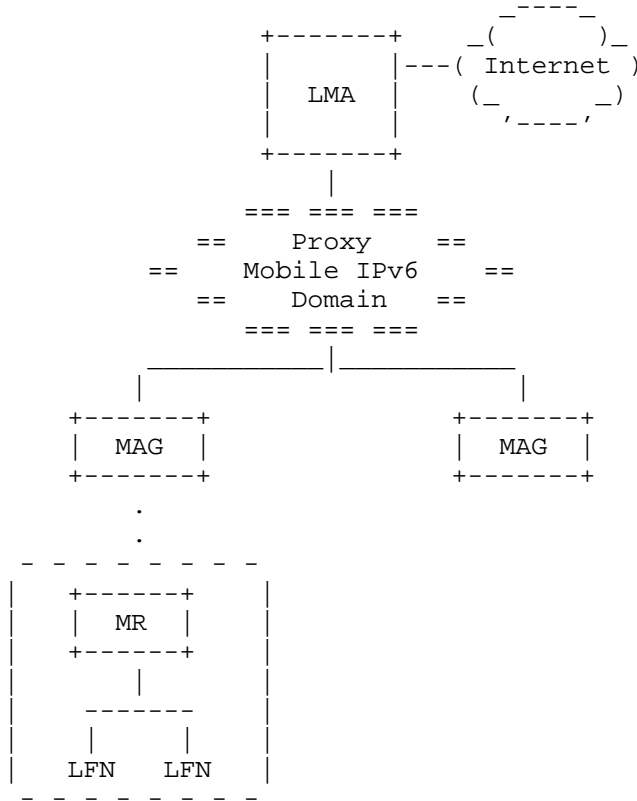 Internet
LMA
Proxy
Mobile IPv6
Domain
MAG MAG
MR
LFN LFN